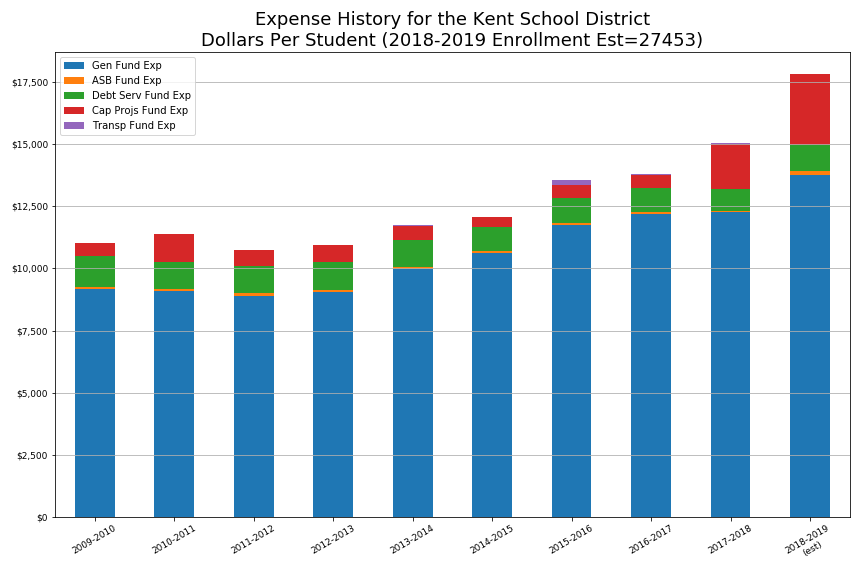 Expense History for the Kent School District
Dollars Per Student (2018-2019 Enrollment Est=27453)
Gen Fund Exp
ASB Fund Exp
Debt Serv Fund Exp
Cap Projs Fund Exp
Transp Fund Exp
$17,500
$15,000
$12,500
$10,000
$7,500
$5,000
$2,500
$0
2009-2010
2010-2011
2011-2012
2012-2013
2013-2014
2014-2015
2015-2016
2016-2017
2017-2018
2018-2019
(est)